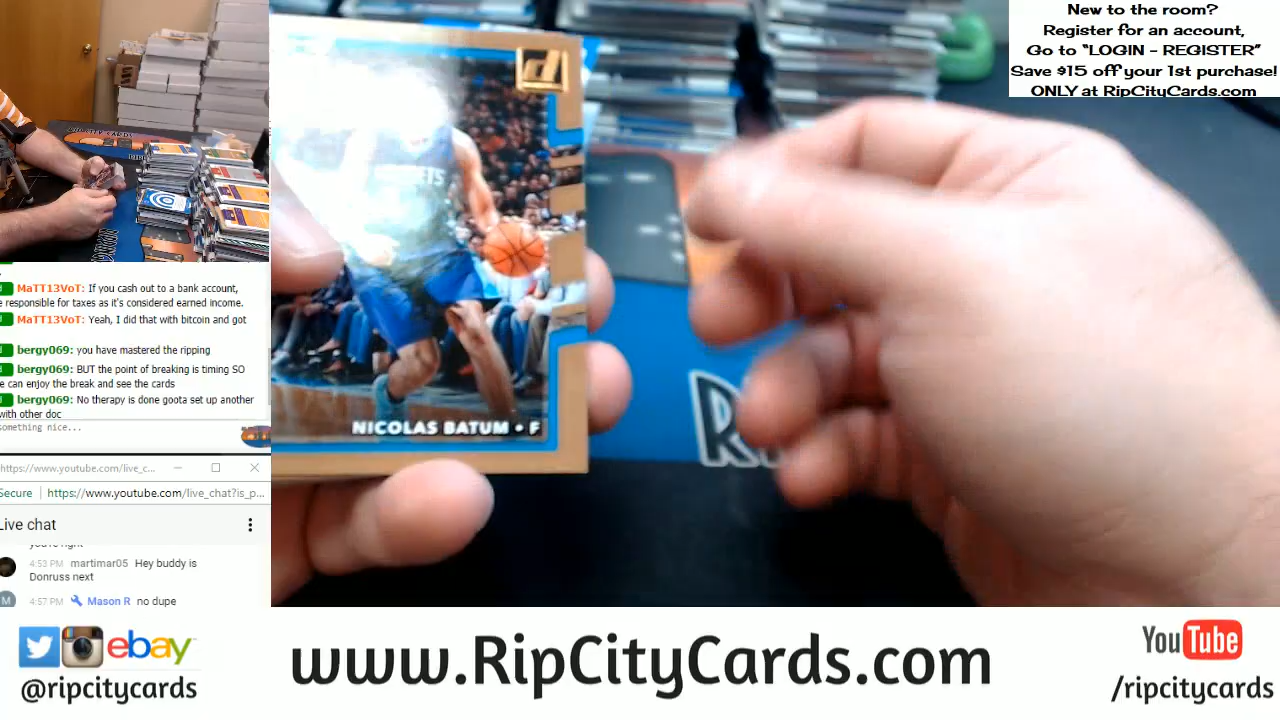 New to the room?
Register for an account,
Go to “LOGIN - REGISTER”
Save $15 off your 1st purchase!
ONLY at RipCityCards.com
NICOLAS BATUM • F
MaTT13VoT: If you cash out to a bank account,
responsible for taxes as it's considered earned income.
MaTT13VoT: Yeah, I did that with bitcoin and got
bergy069: you have mastered the ripping
bergy069: BUT the point of breaking is timing SO
can enjoy the break and see the cards
bergy069: No therapy is done goota set up another
with other doc
something nice...
https://www.youtube.com/live_c...
Secure https://www.youtube.com/live_chat?is_p...
Live chat
4:53 PM martimar05 Hey buddy is
Donruss next
M 4:57 PM Mason R no dupe
ebay
@ripcitycards
www.RipCityCards.com
YouTube
/ripcitycards